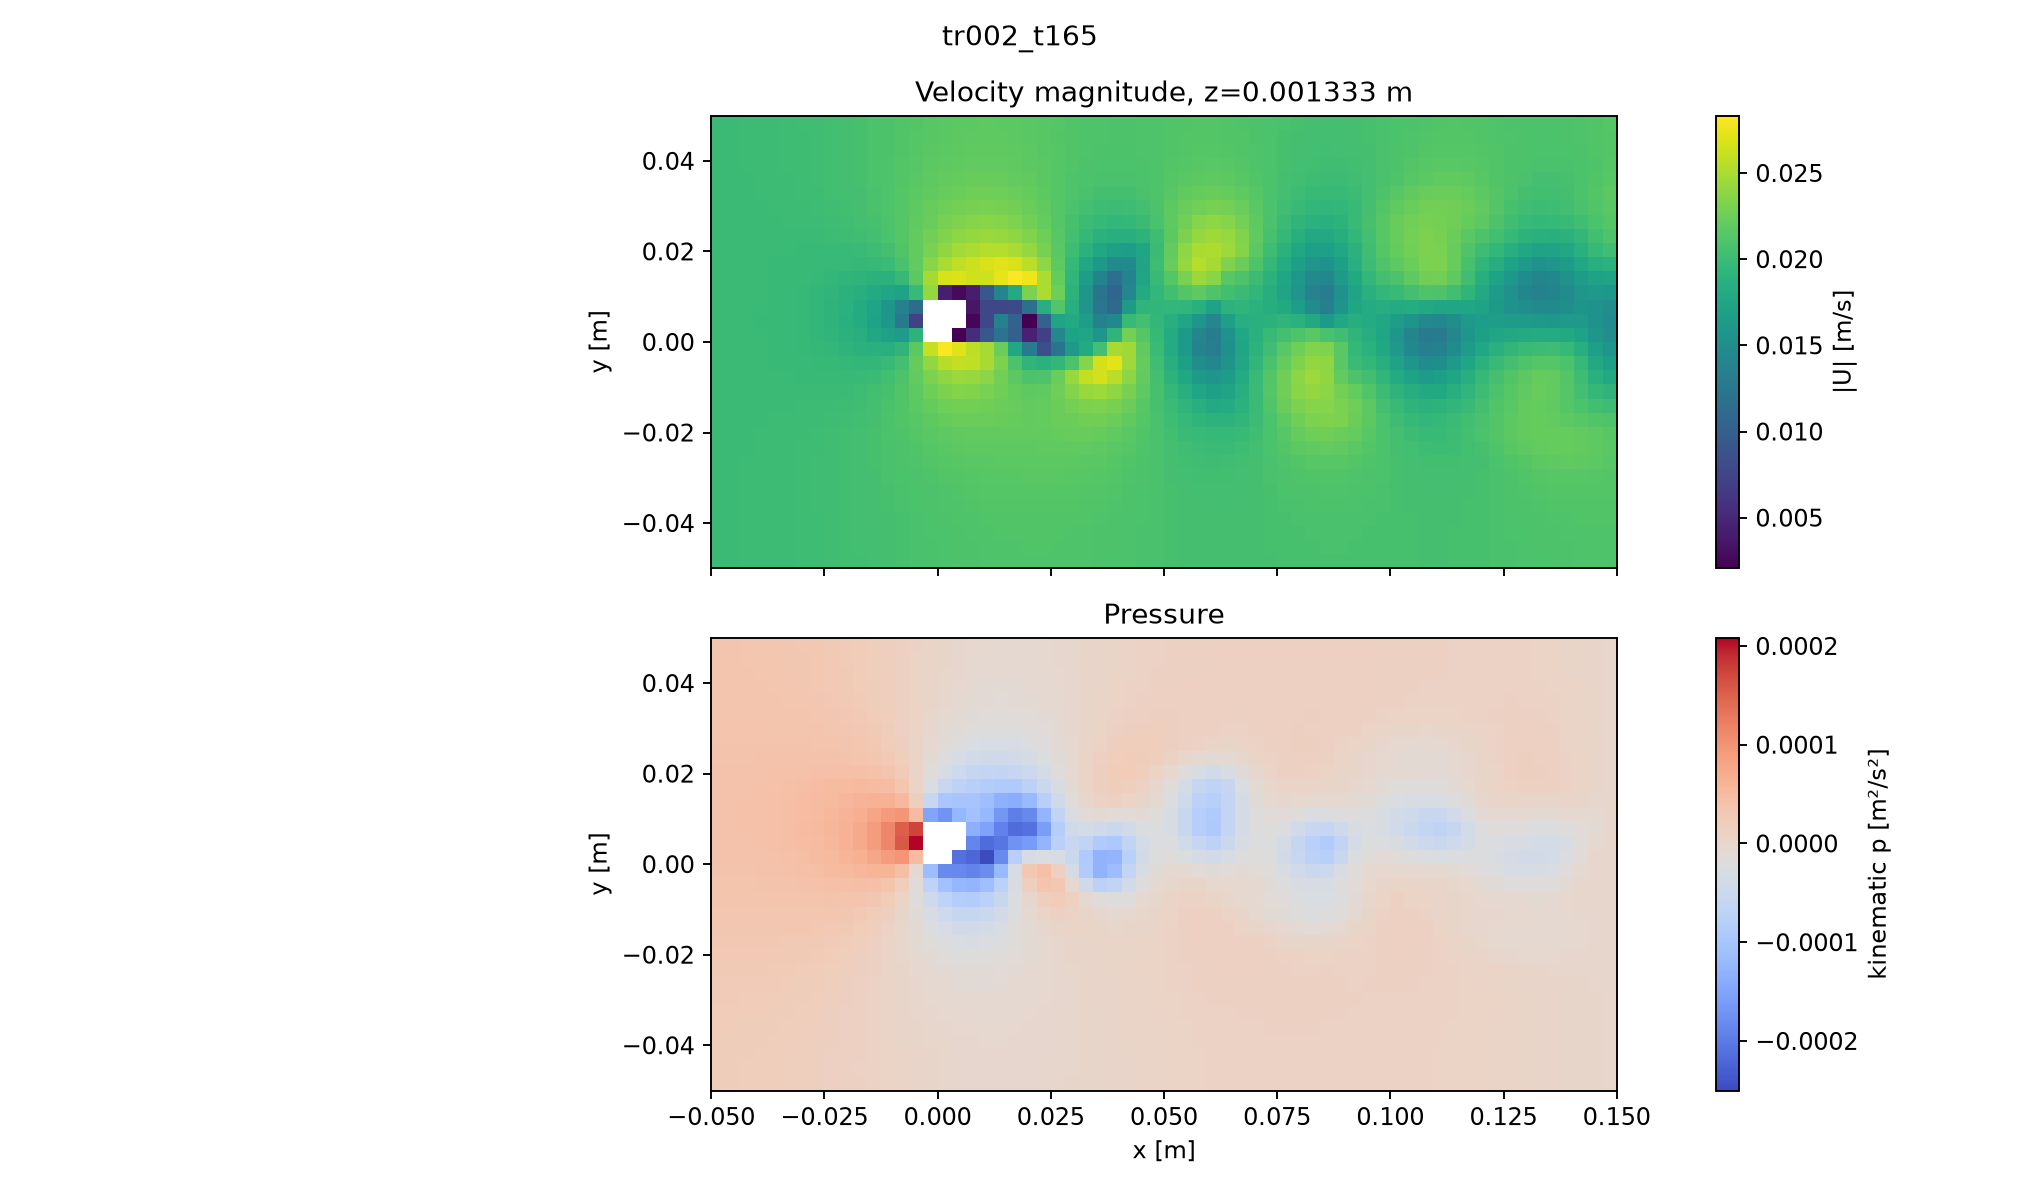 tr002_t165
Velocity magnitude, z=0.001333 m
0.04
0.02
0.00
−0.02
−0.04
y [m]
0.025
0.020
0.015
0.010
0.005
|U| [m/s]
Pressure
0.04
0.02
0.00
−0.02
−0.04
y [m]
−0.050 −0.025 0.000 0.025 0.050 0.075 0.100 0.125 0.150
x [m]
0.0002
0.0001
0.0000
−0.0001
−0.0002
kinematic p [m²/s²]